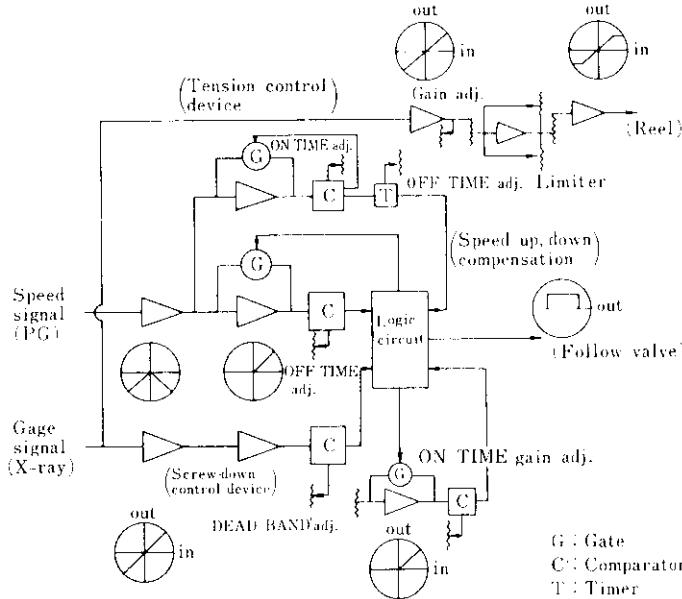 out
in
out
in
(Tension control
device)
Gain adj.
(Reel)
ON TIME adj.
G
C
T
OFF TIME adj. Limiter
(Speed up, down
compensation)
G
Speed
signal
(PG)
C
Logic
circuit
out
(Follow valve)
OFF TIME
adj.
Gage
signal
(X-ray)
C
(Screw-down
control device)
DEAD BAND adj.
G
ON TIME gain adj.
C
out
in
out
in
G : Gate
C : Comparator
T : Timer